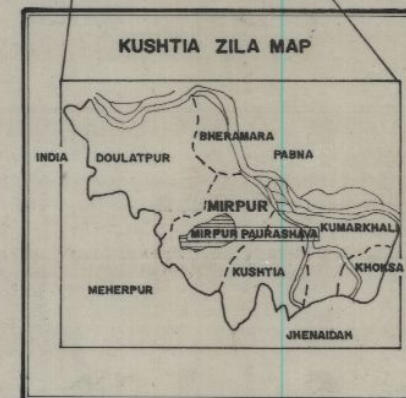 KUSHTIA ZILA MAP
BHERAMARA
INDIA DOULATPUR PABNA
MIRPUR
MIRPUR PAURASHAVA KUMARKHALI
KUSHTIA KHOKSA
MEHERPUR
JHENAIDAH